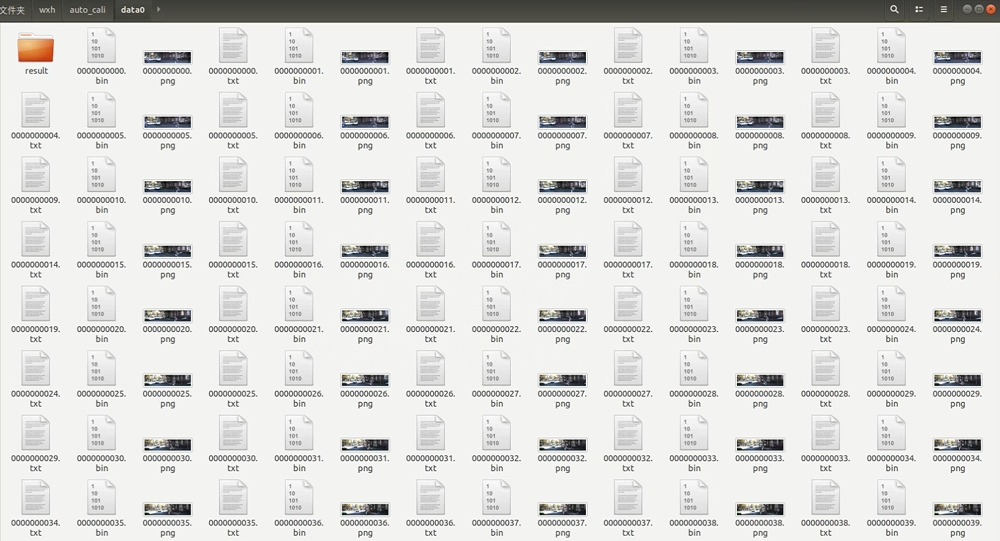 文件夹 wxh auto_cali data0
result 0000000000. 0000000000. 0000000000. 0000000001. 0000000001. 0000000001. 0000000002. 0000000002. 0000000002. 0000000003. 0000000003. 0000000003. 0000000004. 0000000004.
bin png txt bin png txt bin png txt bin png txt bin png
0000000004. 0000000005. 0000000005. 0000000005. 0000000006. 0000000006. 0000000006. 0000000007. 0000000007. 0000000007. 0000000008. 0000000008. 0000000008. 0000000009. 0000000009.
txt bin png txt bin png txt bin png txt bin png txt bin png
0000000009. 0000000010. 0000000010. 0000000010. 0000000011. 0000000011. 0000000011. 0000000012. 0000000012. 0000000012. 0000000013. 0000000013. 0000000013. 0000000014. 0000000014.
txt bin png txt bin png txt bin png txt bin png txt bin png
0000000014. 0000000015. 0000000015. 0000000015. 0000000016. 0000000016. 0000000016. 0000000017. 0000000017. 0000000017. 0000000018. 0000000018. 0000000018. 0000000019. 0000000019.
txt bin png txt bin png txt bin png txt bin png txt bin png
0000000019. 0000000020. 0000000020. 0000000020. 0000000021. 0000000021. 0000000021. 0000000022. 0000000022. 0000000022. 0000000023. 0000000023. 0000000023. 0000000024. 0000000024.
txt bin png txt bin png txt bin png txt bin png txt bin png
0000000024. 0000000025. 0000000025. 0000000025. 0000000026. 0000000026. 0000000026. 0000000027. 0000000027. 0000000027. 0000000028. 0000000028. 0000000028. 0000000029. 0000000029.
txt bin png txt bin png txt bin png txt bin png txt bin png
0000000029. 0000000030. 0000000030. 0000000030. 0000000031. 0000000031. 0000000031. 0000000032. 0000000032. 0000000032. 0000000033. 0000000033. 0000000033. 0000000034. 0000000034.
txt bin png txt bin png txt bin png txt bin png txt bin png
0000000034. 0000000035. 0000000035. 0000000035. 0000000036. 0000000036. 0000000036. 0000000037. 0000000037. 0000000037. 0000000038. 0000000038. 0000000038. 0000000039. 0000000039.
txt bin png txt bin png txt bin png txt bin png txt bin png